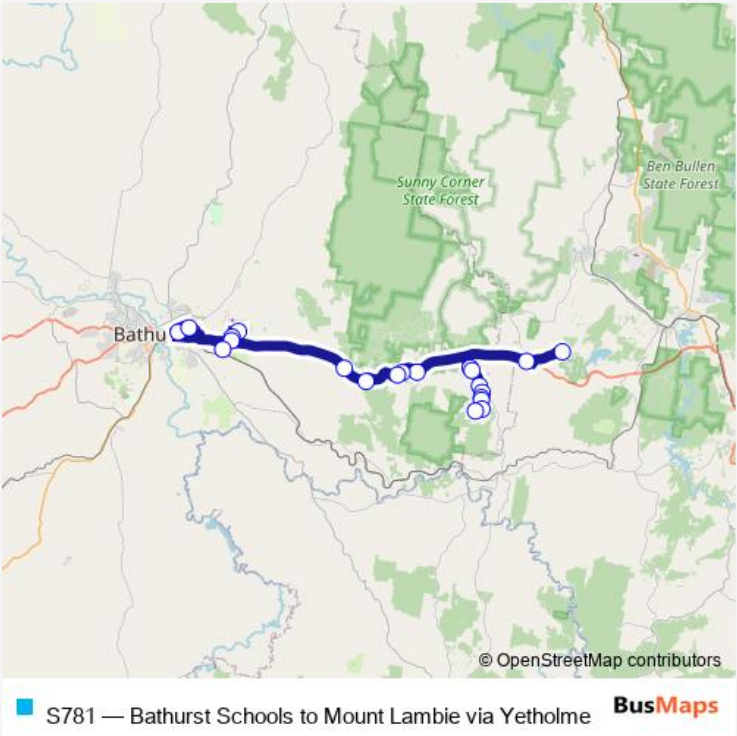 Sunny Corner
State Forest
Ben Bullen
State Forest
Bathu
© OpenStreetMap contributors
S781 — Bathurst Schools to Mount Lambie via Yetholme
BusMaps